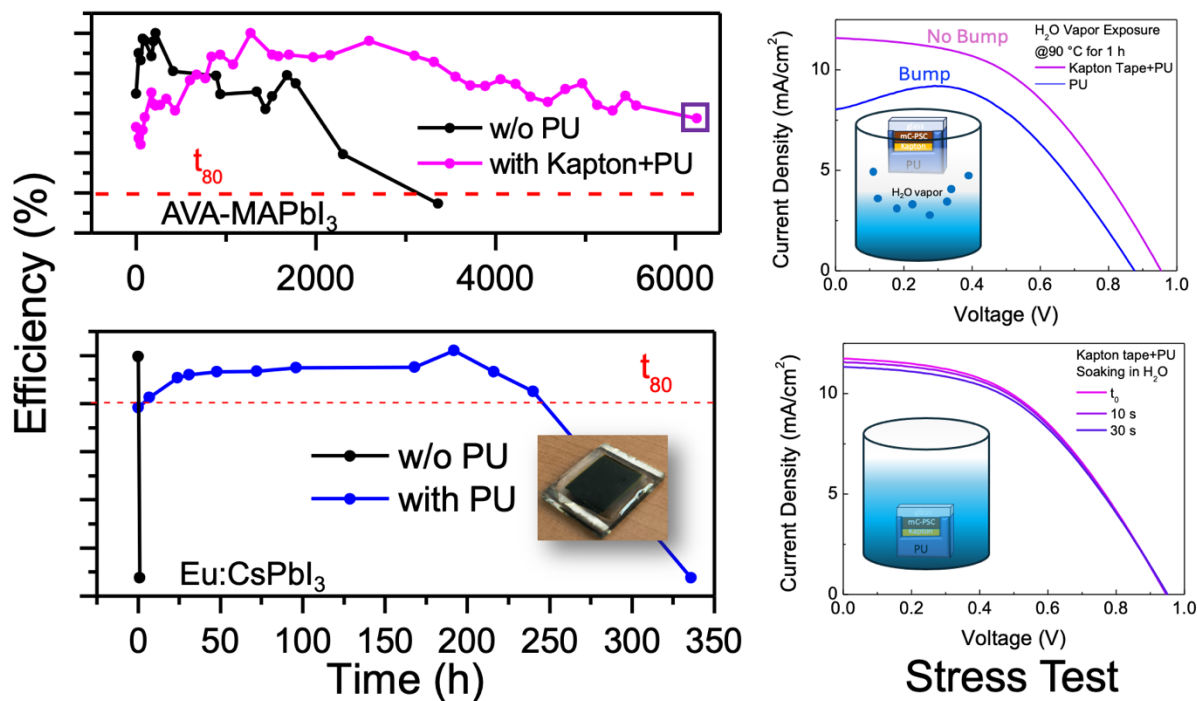 Efficiency (%)
w/o PU
with Kapton+PU
t80
AVA-MAPbI3
0 2000 4000 6000
t80
w/o PU
with PU
Eu:CsPbI3
0 50 100 150 200 250 300 350
Time (h)
Current Density (mA/cm²)
10
5
0
No Bump
Bump
H2O Vapor Exposure
@90 °C for 1 h
Kapton Tape+PU
PU
mC-PSC
Kapton
PU
H2O vapor
0.0 0.2 0.4 0.6 0.8 1.0
Voltage (V)
Current Density (mA/cm²)
10
5
0
Kapton tape+PU
Soaking in H2O
t0
10 s
30 s
mC-PSC
Kapton
PU
0.0 0.2 0.4 0.6 0.8 1.0
Voltage (V)
Stress Test